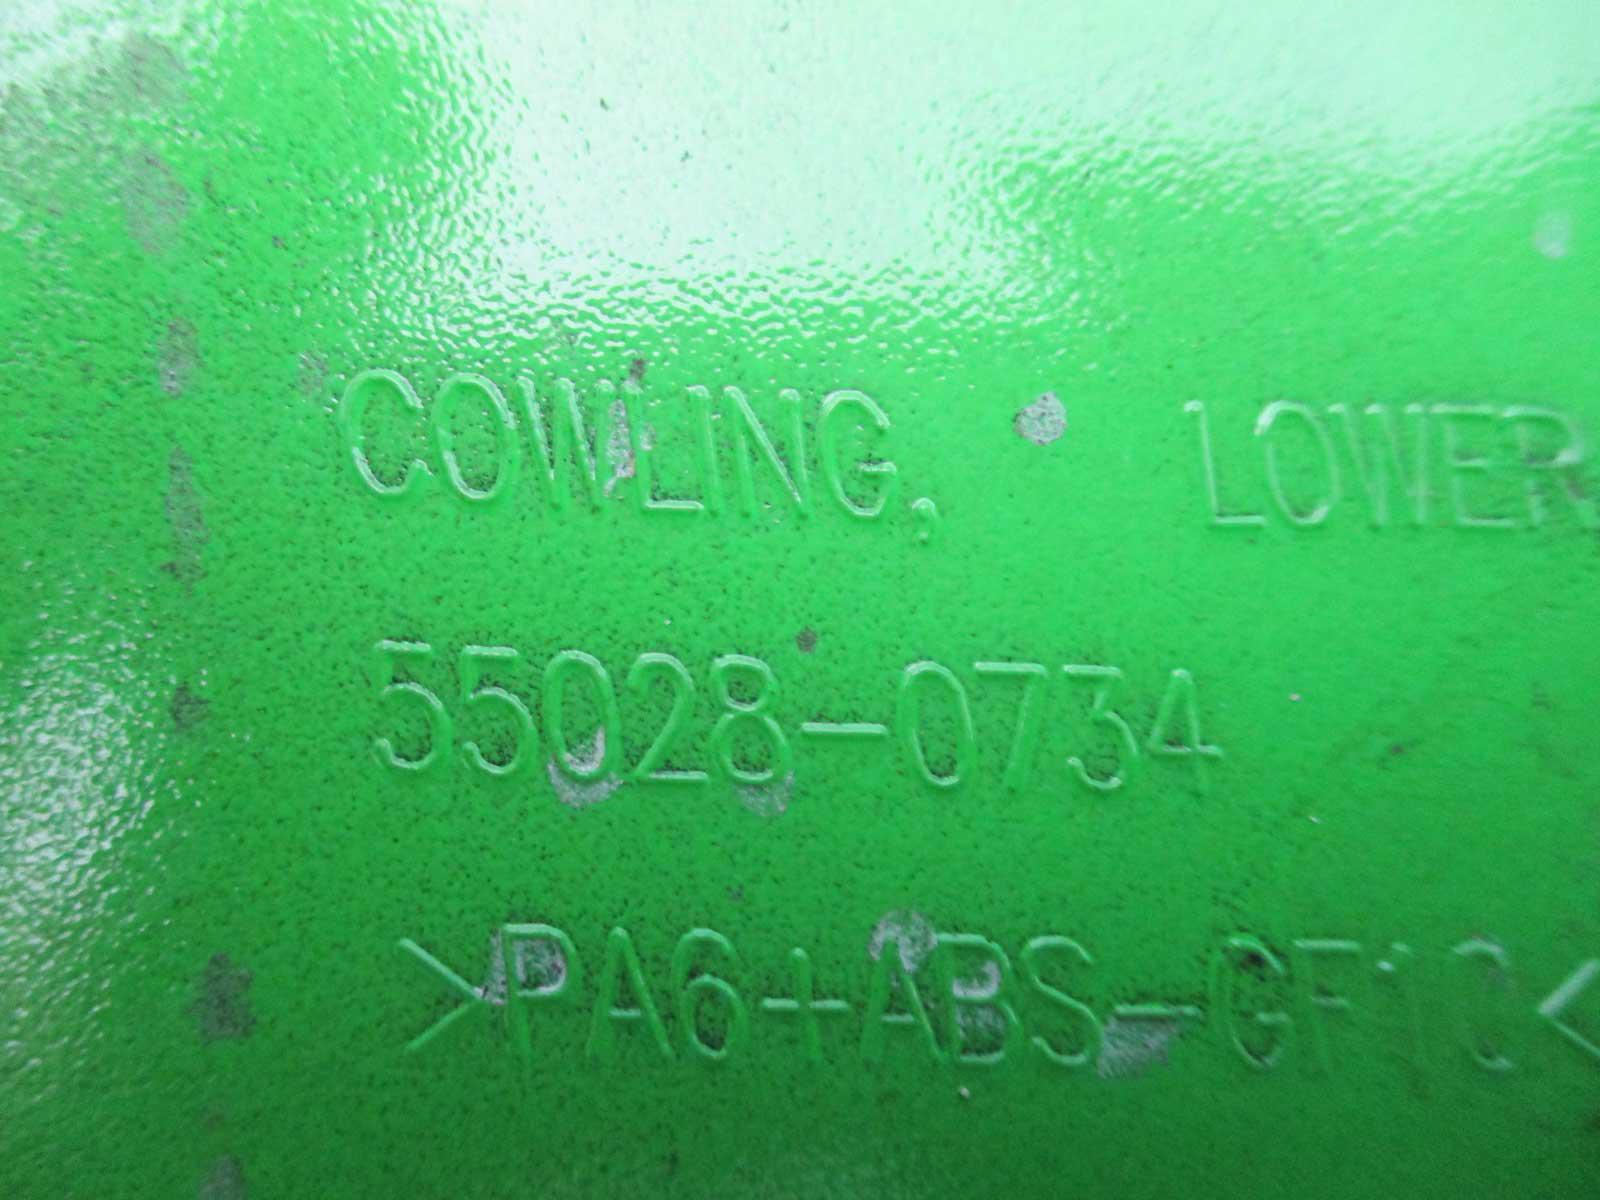 COWLING, LOWER
55028-0734
>PA6+ABS-GF10<